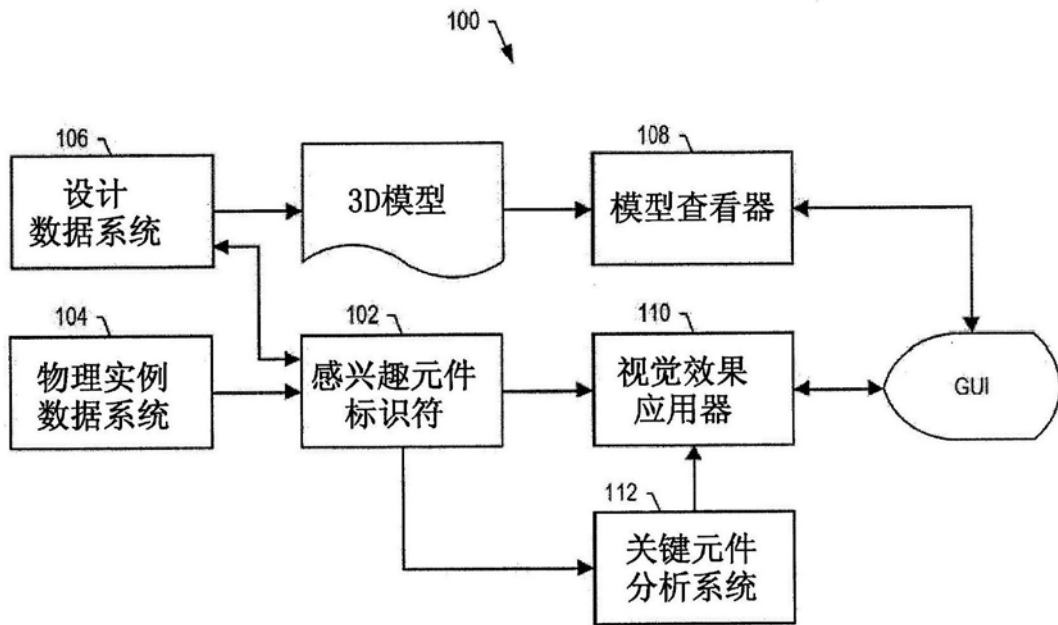 100
106
设计
数据系统
3D模型
108
模型查看器
104
物理实例
数据系统
102
感兴趣元件
标识符
110
视觉效果
应用器
GUI
112
关键元件
分析系统